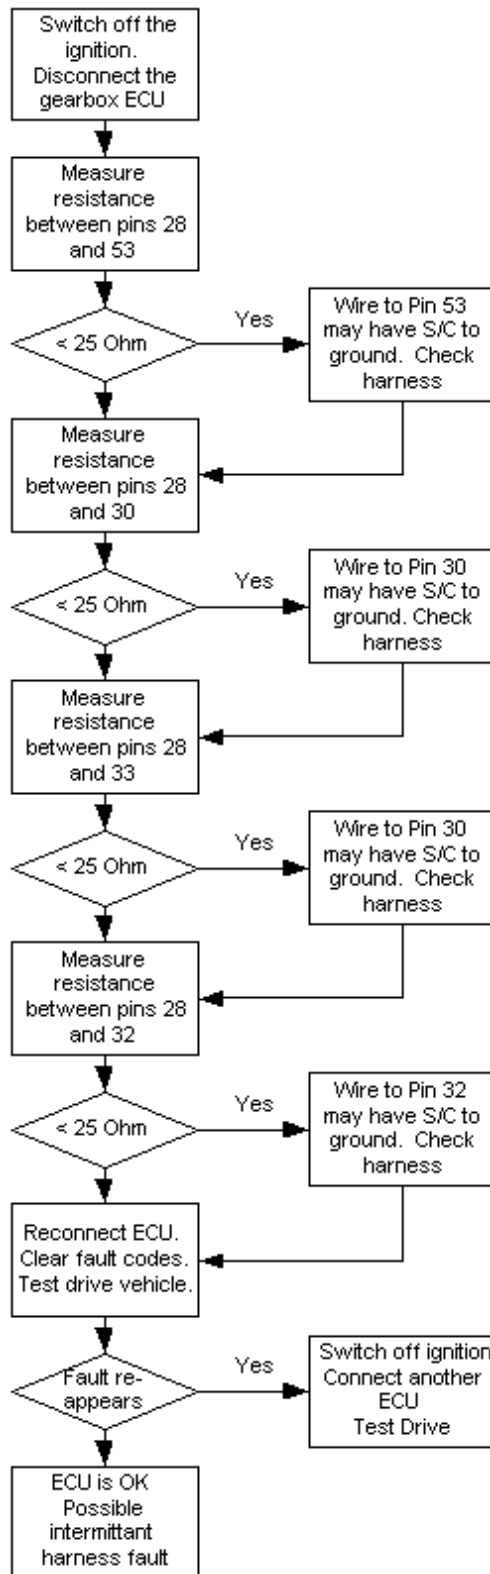 Switch off the
ignition.
Disconnect the
gearbox ECU
Measure
resistance
between pins 28
and 53
< 25 Ohm
Yes
Wire to Pin 53
may have S/C to
ground. Check
harness
Measure
resistance
between pins 28
and 30
< 25 Ohm
Yes
Wire to Pin 30
may have S/C to
ground. Check
harness
Measure
resistance
between pins 28
and 33
< 25 Ohm
Yes
Wire to Pin 30
may have S/C to
ground. Check
harness
Measure
resistance
between pins 28
and 32
< 25 Ohm
Yes
Wire to Pin 32
may have S/C to
ground. Check
harness
Reconnect ECU.
Clear fault codes.
Test drive vehicle.
Fault re-
appears
Yes
Switch off ignition
Connect another
ECU
Test Drive
ECU is OK
Possible
intermittant
harness fault